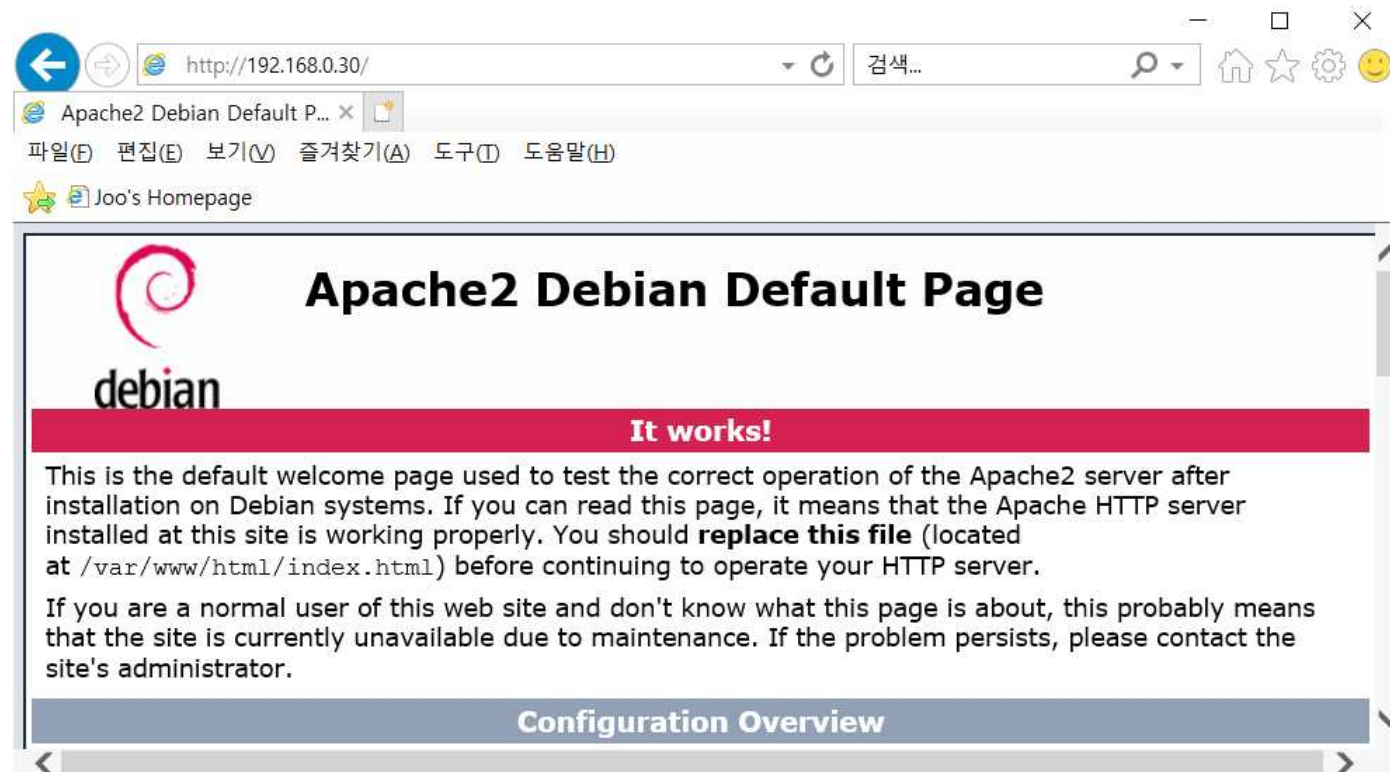 http://192.168.0.30/ 검색...
Apache2 Debian Default P...
파일(F) 편집(E) 보기(V) 즐겨찾기(A) 도구(T) 도움말(H)
Joo's Homepage
debian
Apache2 Debian Default Page
It works!
This is the default welcome page used to test the correct operation of the Apache2 server after
installation on Debian systems. If you can read this page, it means that the Apache HTTP server
installed at this site is working properly. You should replace this file (located
at /var/www/html/index.html) before continuing to operate your HTTP server.
If you are a normal user of this web site and don't know what this page is about, this probably means
that the site is currently unavailable due to maintenance. If the problem persists, please contact the
site's administrator.
Configuration Overview